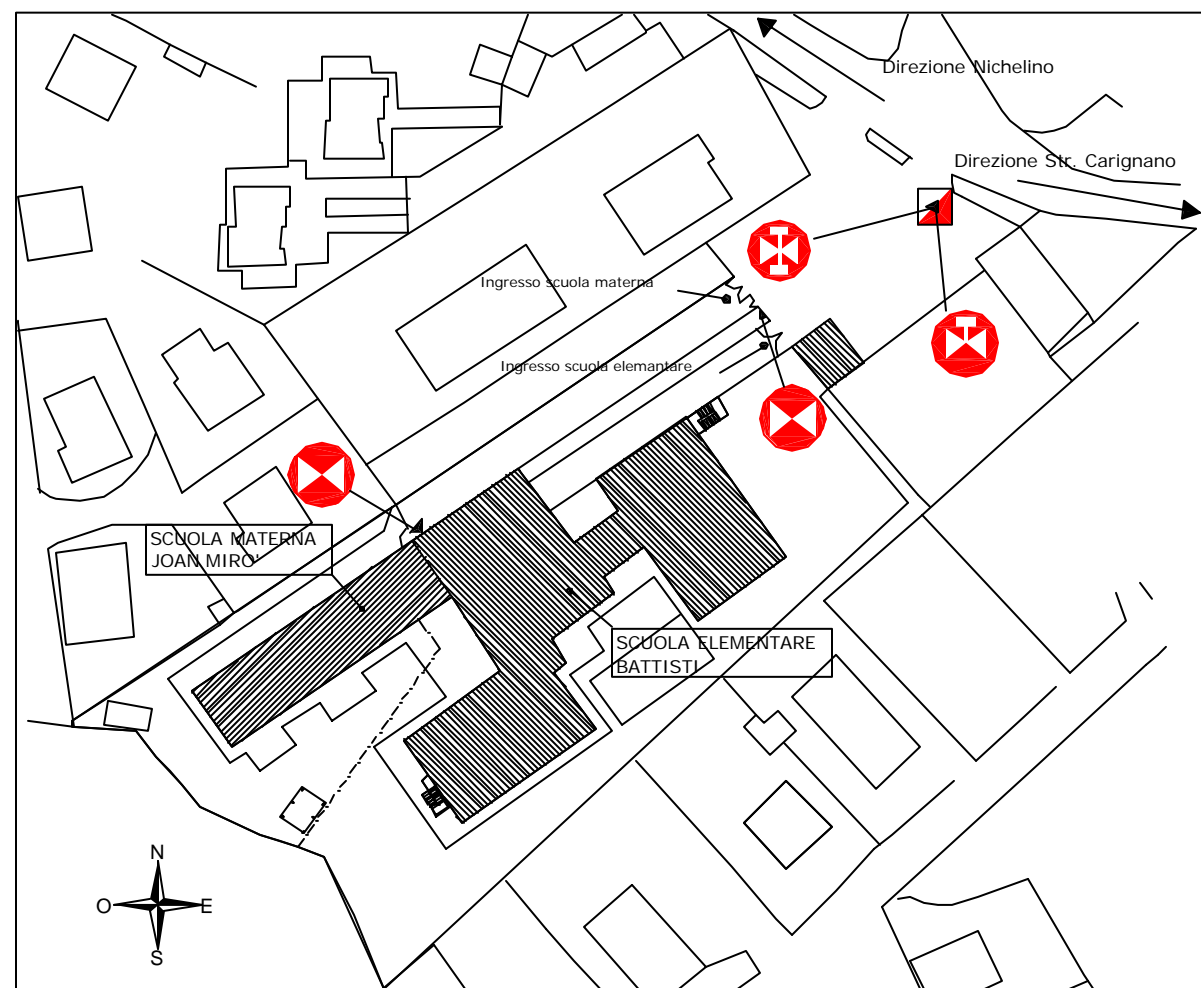 Direzione Nichelino
Direzione Str. Carignano
Ingresso scuola materna
Ingresso scuola elemantare
SCUOLA MATERNA
JOAN MIRO'
SCUOLA ELEMENTARE
BATTISTI
N
O
E
S